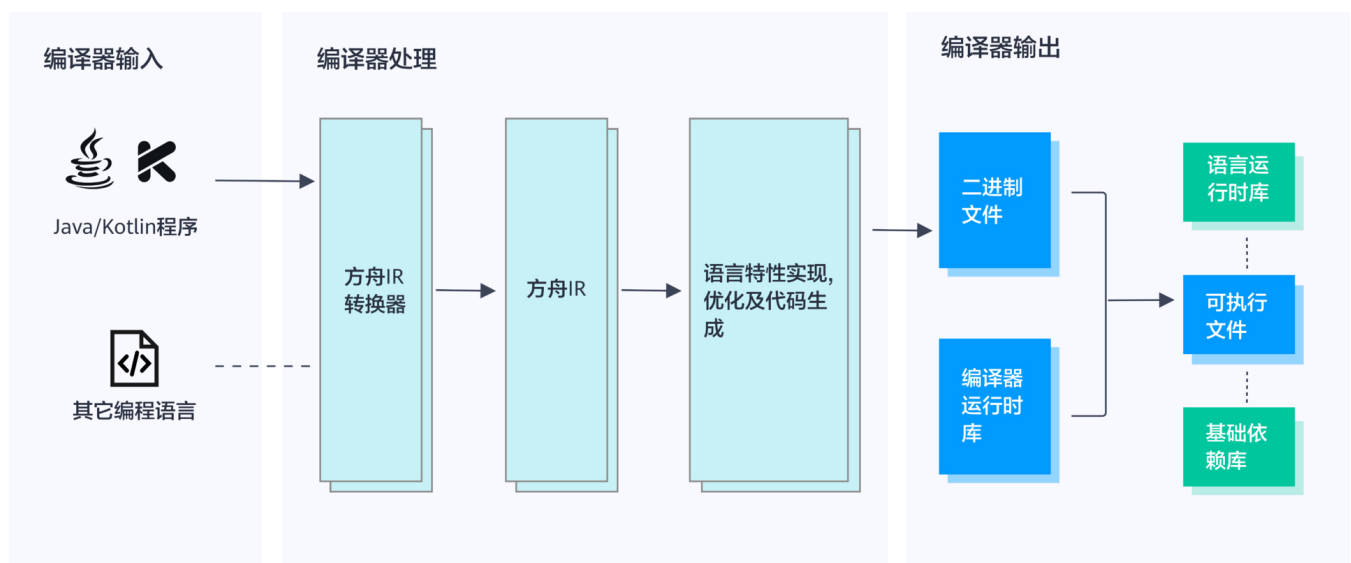 编译器输入
Java/Kotlin程序
其它编程语言
编译器处理
方舟IR
转换器
方舟IR
语言特性实现,
优化及代码生
成
编译器输出
二进制
文件
编译器
运行时
库
语言运
行时库
可执行
文件
基础依
赖库